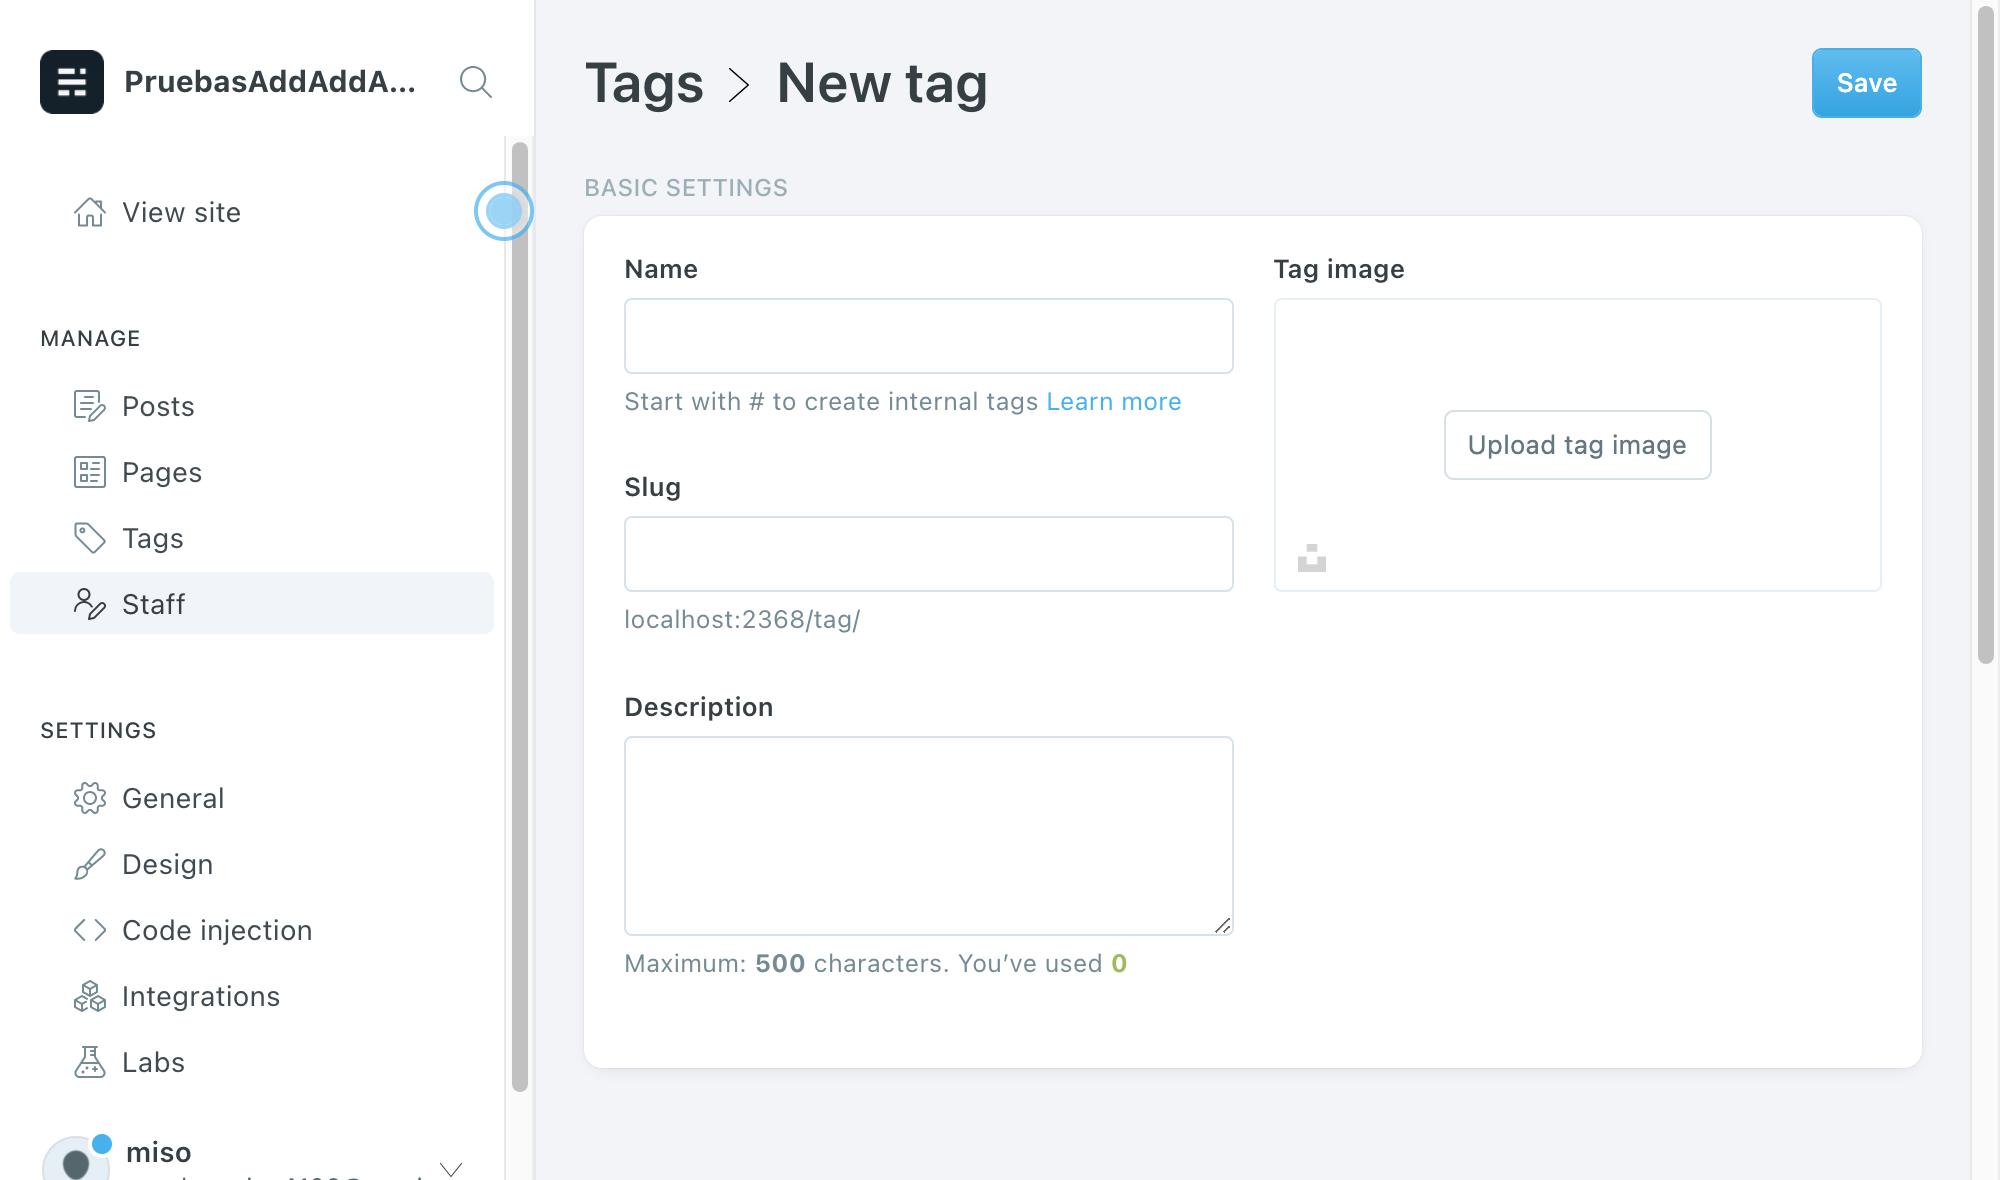 PruebasAddAddA...
View site
MANAGE
Posts
Pages
Tags
Staff
SETTINGS
General
Design
Code injection
Integrations
Labs
miso
Tags > New tag
Save
BASIC SETTINGS
Name
Start with # to create internal tags Learn more
Slug
localhost:2368/tag/
Description
Maximum: 500 characters. You’ve used 0
Tag image
Upload tag image